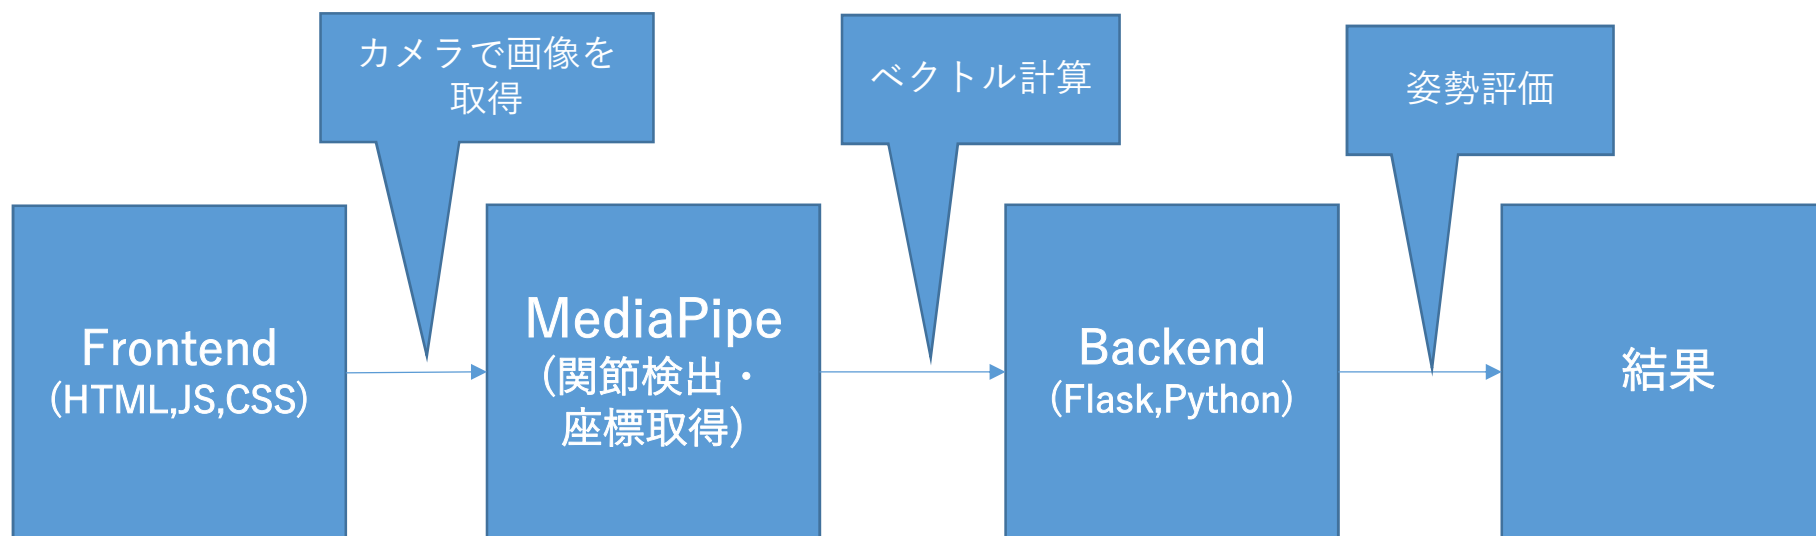 カメラで画像を
取得
ベクトル計算
姿勢評価
Frontend
(HTML,JS,CSS)
MediaPipe
(関節検出・
座標取得)
Backend
(Flask,Python)
結果